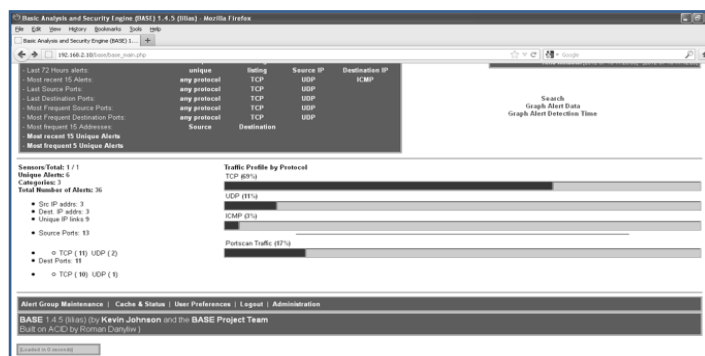 Basic Analysis and Security Engine (BASE) 1.4.5 (lilias) - Mozilla Firefox
File Edit View History Bookmarks Tools Help
Basic Analysis and Security Engine (BASE) 1...
192.168.2.10/base/base_main.php
Google
- Last 72 Hours alerts: unique listing Source IP Destination IP
- Most recent 15 Alerts: any protocol TCP UDP ICMP
- Last Source Ports: any protocol TCP UDP
- Last Destination Ports: any protocol TCP UDP
- Most Frequent Source Ports: any protocol TCP UDP
- Most Frequent Destination Ports: any protocol TCP UDP
- Most frequent 15 Addresses: Source Destination
- Most recent 15 Unique Alerts
- Most frequent 5 Unique Alerts
Search
Graph Alert Data
Graph Alert Detection Time
Sensors/Total: 1 / 1
Unique Alerts: 6
Categories: 3
Total Number of Alerts: 36
Src IP addrs: 3
Dest. IP addrs: 3
Unique IP links 9
Source Ports: 13
TCP ( 11) UDP ( 2)
Dest Ports: 11
TCP ( 10) UDP ( 1)
Traffic Profile by Protocol
TCP (69%)
UDP (11%)
ICMP (3%)
Portscan Traffic (17%)
Alert Group Maintenance | Cache & Status | User Preferences | Logout | Administration
BASE 1.4.5 (lilias) (by Kevin Johnson and the BASE Project Team
Built on ACID by Roman Danyliw )
[Loaded in 0 seconds]